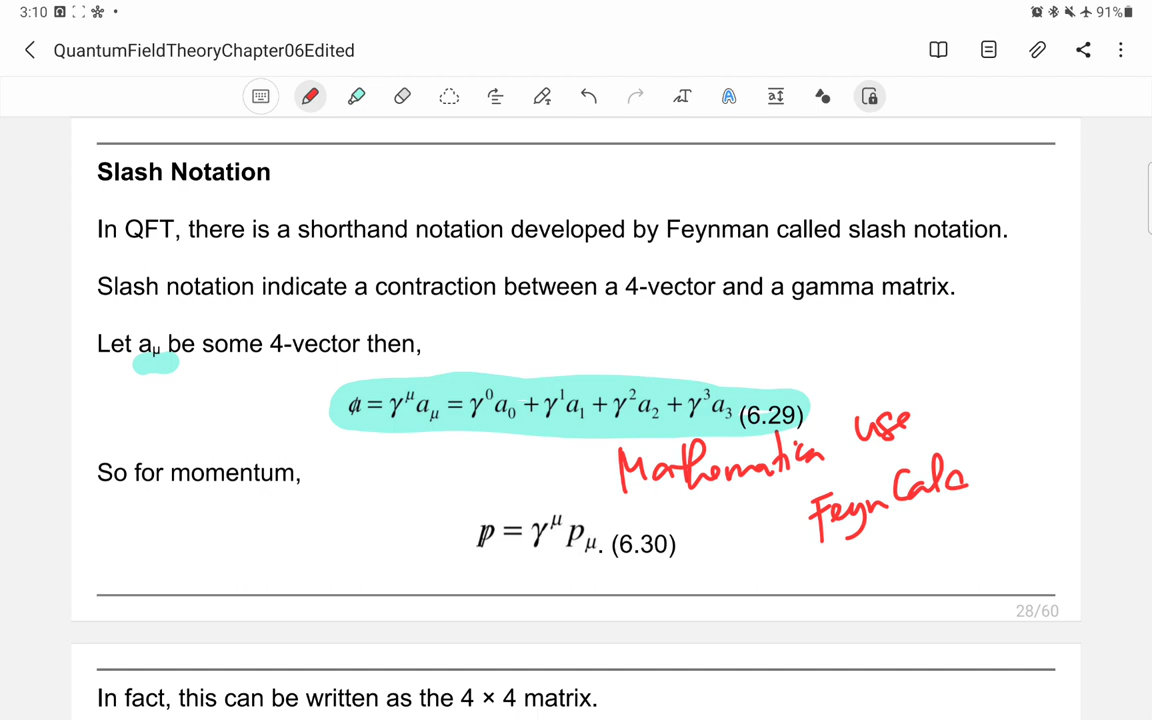 3:10 91%
QuantumFieldTheoryChapter06Edited
Slash Notation
In QFT, there is a shorthand notation developed by Feynman called slash notation.
Slash notation indicate a contraction between a 4-vector and a gamma matrix.
Let aμ be some 4-vector then,
a̸ = γ^μ a_μ = γ^0 a_0 + γ^1 a_1 + γ^2 a_2 + γ^3 a_3 (6.29)
Mathematica use
FeynCalc
So for momentum,
p̸ = γ^μ p_μ. (6.30)
28/60
In fact, this can be written as the 4 × 4 matrix.